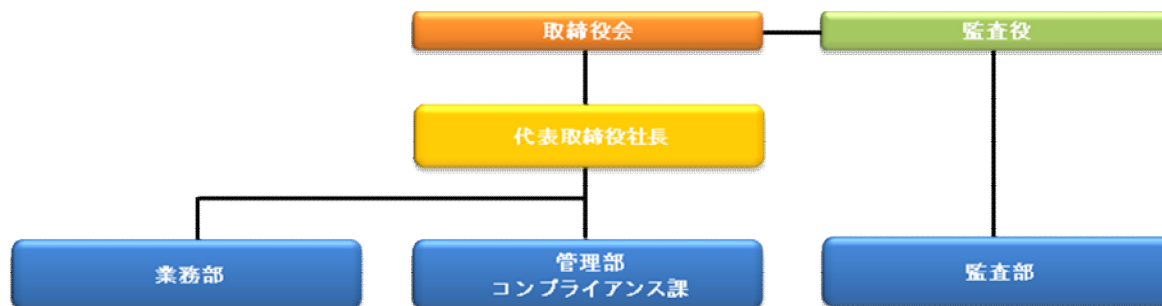 取締役会
監査役
代表取締役社長
業務部
管理部
コンプライアンス課
監査部